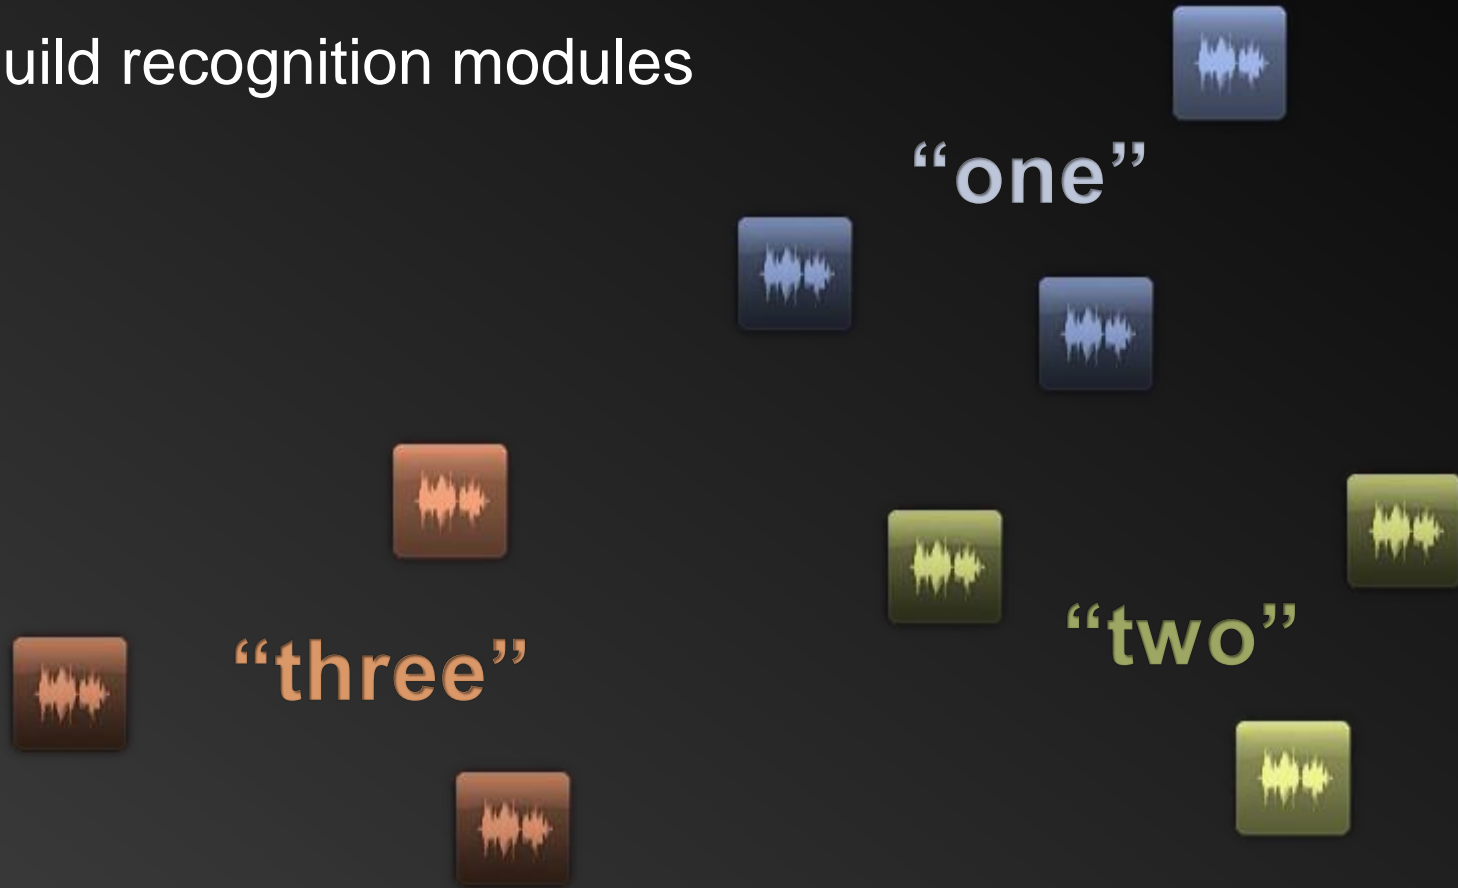 uild recognition modules
“one”
“two”
“three”